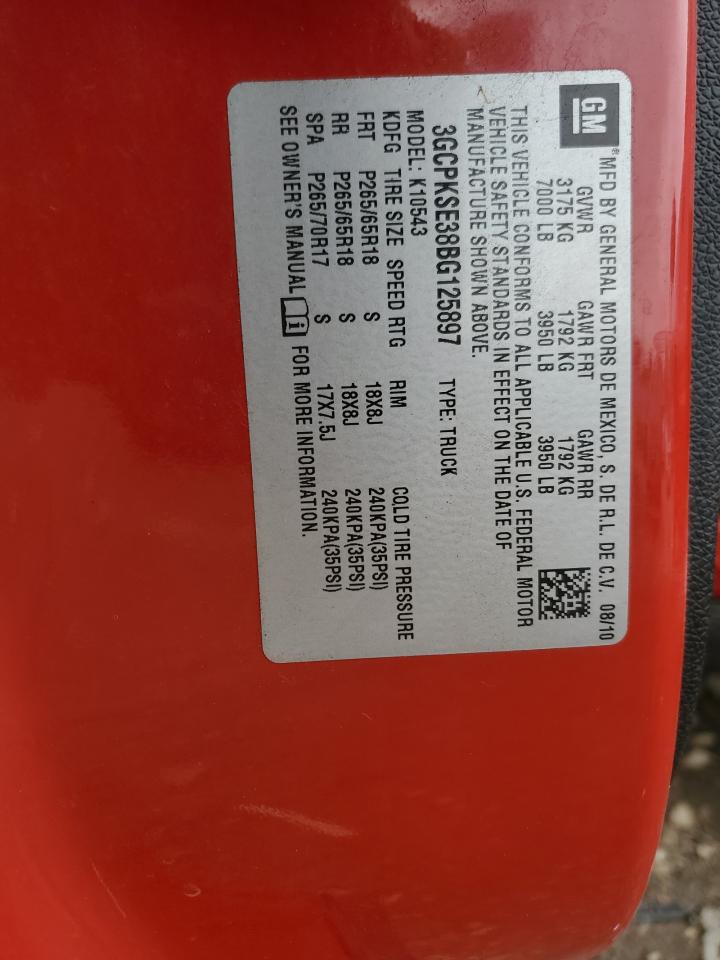 GM
® MFD BY GENERAL MOTORS DE MEXICO, S. DE R.L. DE C.V. 08/10
GVWR GAWR FRT GAWR RR
3175 KG 1792 KG 1792 KG
7000 LB 3950 LB 3950 LB
THIS VEHICLE CONFORMS TO ALL APPLICABLE U.S. FEDERAL MOTOR
VEHICLE SAFETY STANDARDS IN EFFECT ON THE DATE OF
MANUFACTURE SHOWN ABOVE.
3GCPKSE38BG125897 TYPE: TRUCK
MODEL: K10543
KDFG TIRE SIZE SPEED RTG RIM COLD TIRE PRESSURE
FRT P265/65R18 S 18X8J 240KPA(35PSI)
RR P265/65R18 S 18X8J 240KPA(35PSI)
SPA P265/70R17 S 17X7.5J 240KPA(35PSI)
SEE OWNER'S MANUAL i FOR MORE INFORMATION.